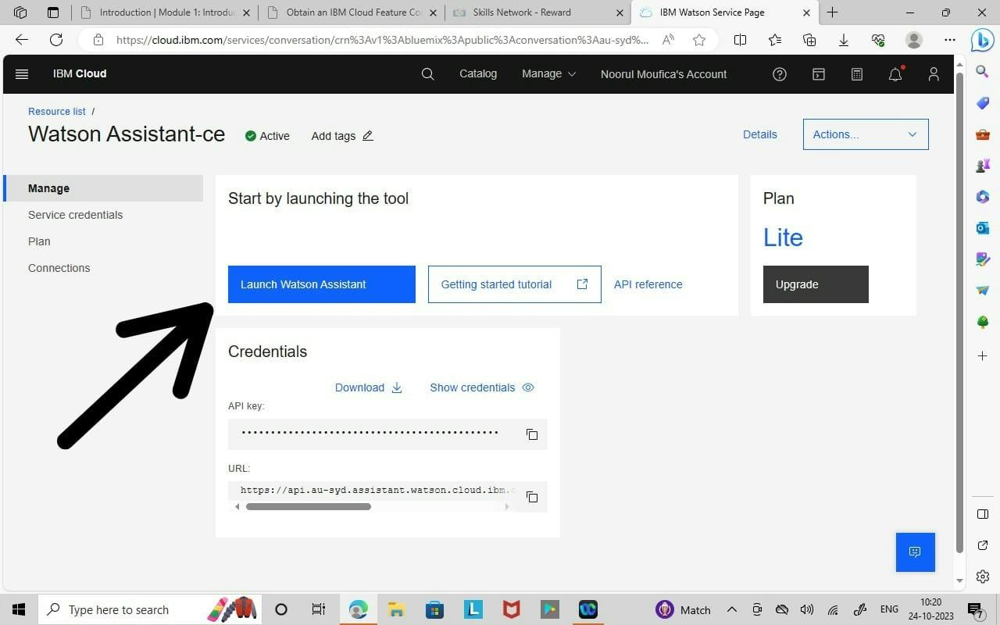 Introduction | Module 1: Introdu
Obtain an IBM Cloud Feature Co
Skills Network - Reward
IBM Watson Service Page
https://cloud.ibm.com/services/conversation/crn%3Av1%3Abluemix%3Apublic%3Aconversation%3Aau-syd%...
IBM Cloud
Catalog
Manage
Noorul Moufica's Account
Resource list /
Watson Assistant-ce
Active
Add tags
Details
Actions...
Manage
Service credentials
Plan
Connections
Start by launching the tool
Launch Watson Assistant
Getting started tutorial
API reference
Plan
Lite
Upgrade
Credentials
Download
Show credentials
API key:
••••••••••••••••••••••••••••••••••••••••••••
URL:
https://api.au-syd.assistant.watson.cloud.ibm.c
Type here to search
Match
ENG
10:20
24-10-2023
7